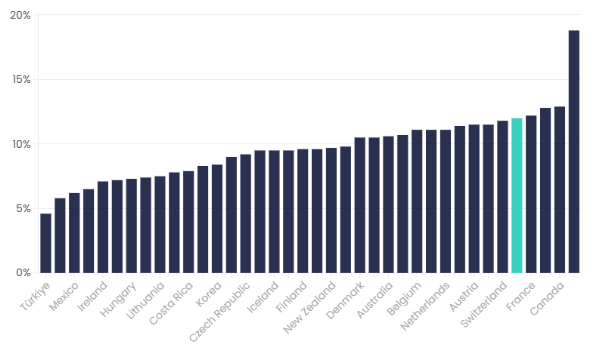 20%
15%
10%
5%
0%
Türkiye
Mexico
Ireland
Hungary
Lithuania
Costa Rica
Korea
Czech Republic
Iceland
Finland
New Zealand
Denmark
Australia
Belgium
Netherlands
Austria
Switzerland
France
Canada